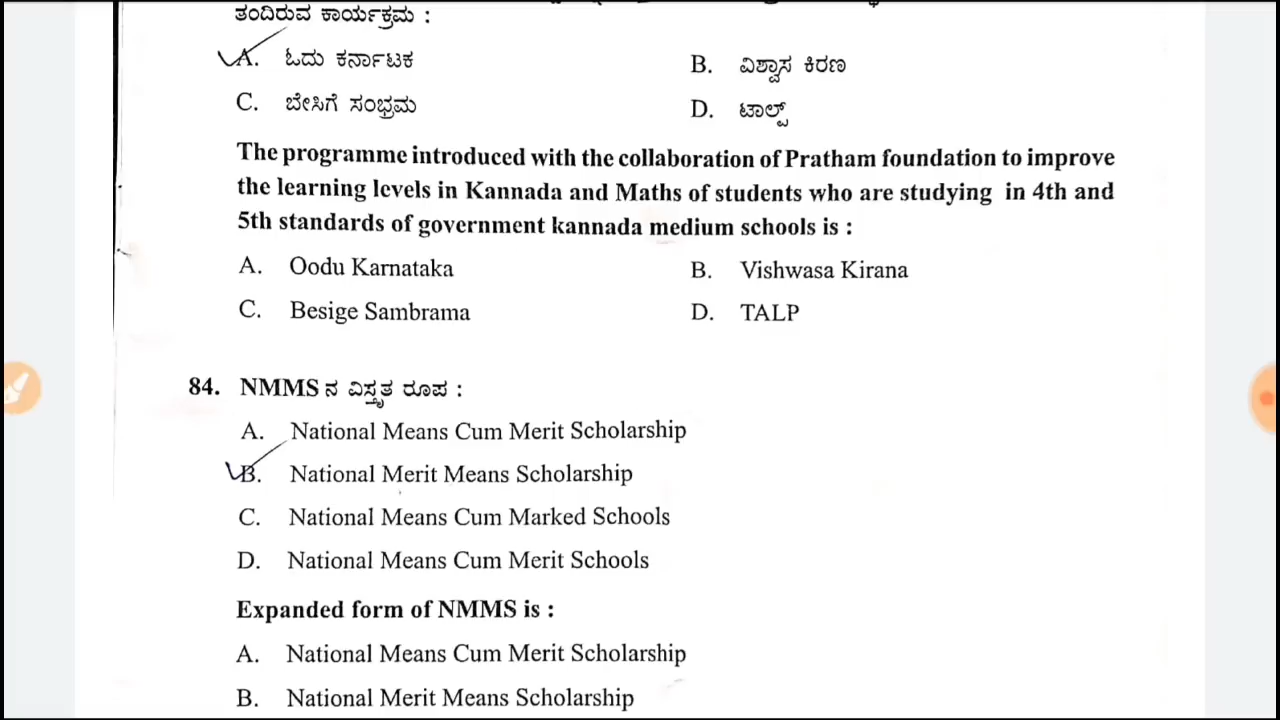 ತಂದಿರುವ ಕಾರ್ಯಕ್ರಮ :
A. ಓದು ಕರ್ನಾಟಕ
B. ವಿಶ್ವಾಸ ಕಿರಣ
C. ಬೇಸಿಗೆ ಸಂಭ್ರಮ
D. ಟಾಲ್ಪ್
The programme introduced with the collaboration of Pratham foundation to improve
the learning levels in Kannada and Maths of students who are studying in 4th and
5th standards of government kannada medium schools is :
A. Oodu Karnataka
B. Vishwasa Kirana
C. Besige Sambrama
D. TALP
84. NMMS ನ ವಿಸ್ತೃತ ರೂಪ :
A. National Means Cum Merit Scholarship
B. National Merit Means Scholarship
C. National Means Cum Marked Schools
D. National Means Cum Merit Schools
Expanded form of NMMS is :
A. National Means Cum Merit Scholarship
B. National Merit Means Scholarship